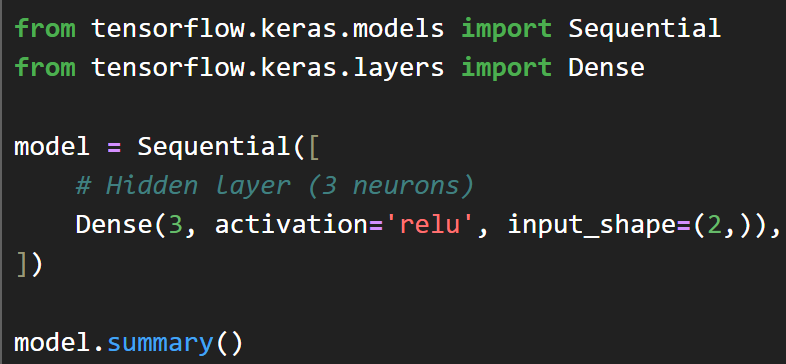 from tensorflow.keras.models import Sequential
from tensorflow.keras.layers import Dense

model = Sequential([
    # Hidden layer (3 neurons)
    Dense(3, activation='relu', input_shape=(2,)),
])

model.summary()